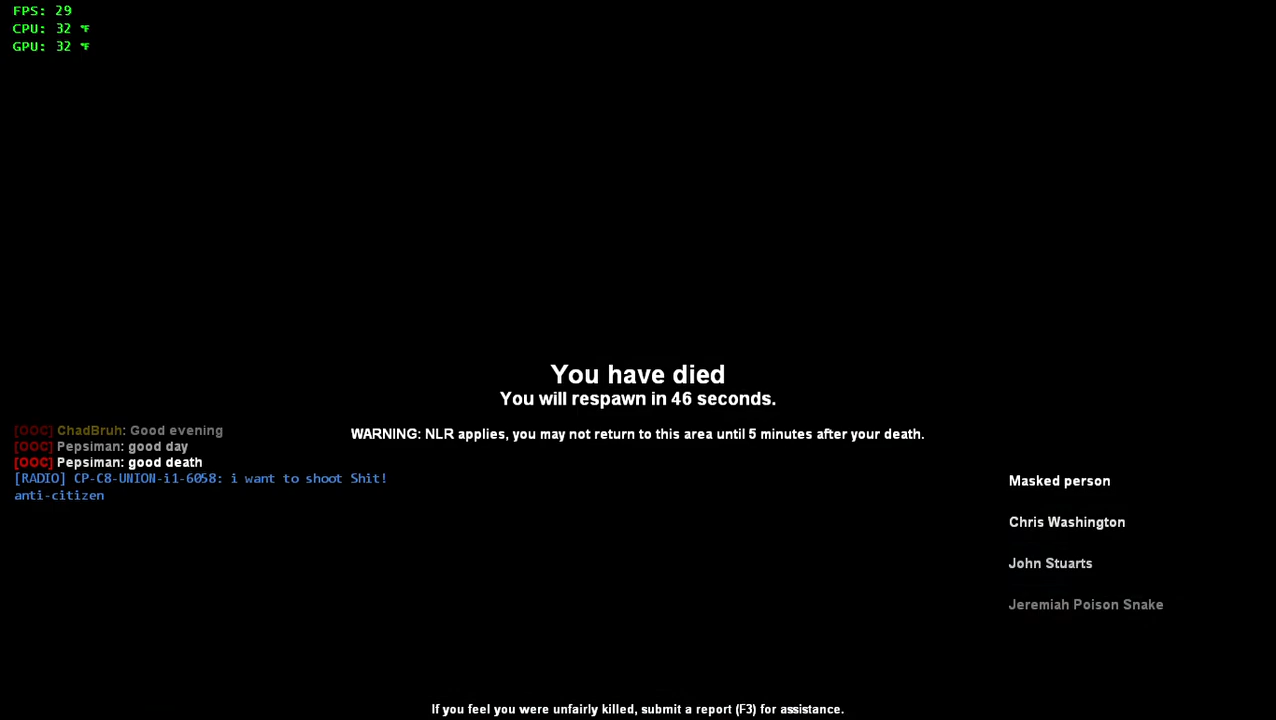 FPS: 29
CPU: 32 °F
GPU: 32 °F
You have died
You will respawn in 46 seconds.
WARNING: NLR applies, you may not return to this area until 5 minutes after your death.
[OOC] ChadBruh: Good evening
[OOC] Pepsiman: good day
[OOC] Pepsiman: good death
[RADIO] CP-C8-UNION-i1-6058: i want to shoot Shit!
anti-citizen
Masked person
Chris Washington
John Stuarts
Jeremiah Poison Snake
If you feel you were unfairly killed, submit a report (F3) for assistance.